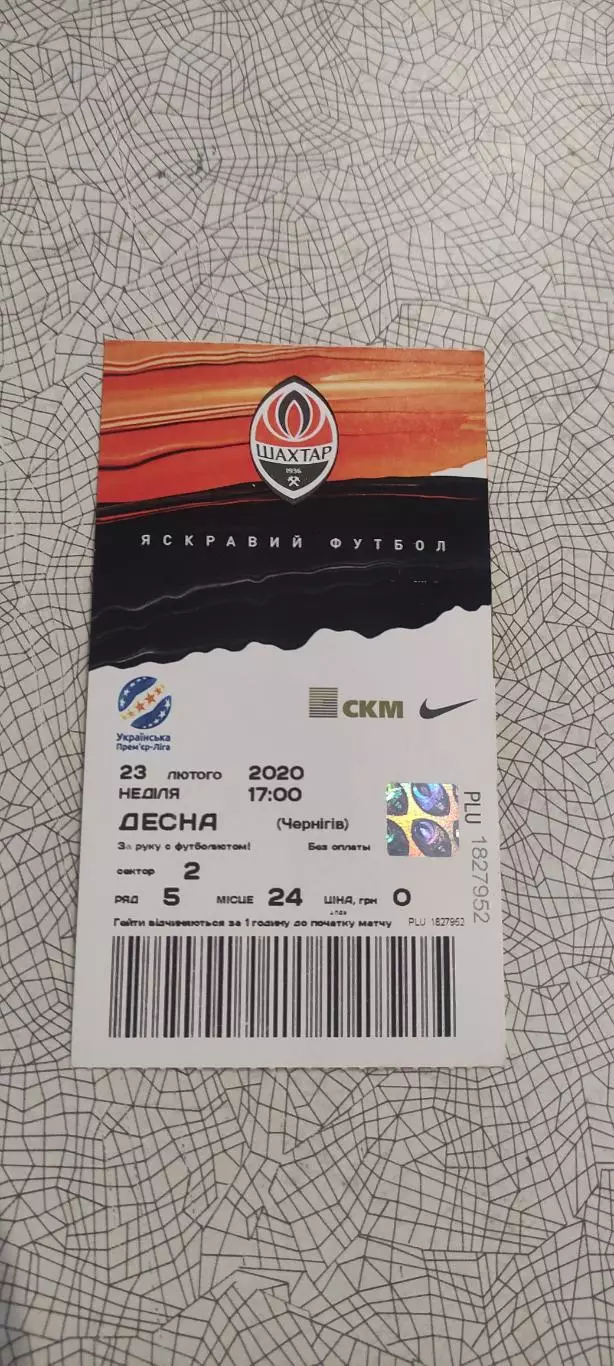 ШАХТАР
1936
ЯСКРАВИЙ ФУТБОЛ
Українська
Прем'єр-Ліга
СКМ
23 ЛЮТОГО 2020
НЕДІЛЯ 17:00
ДЕСНА (Чернігів)
За руку с футболистом! Без оплаты
сектор 2
РЯД 5 МІСЦЕ 24 ЦІНА, грн 0
Гейти відчиняються за 1 годину до початку матчу PLU 1827952
PLU 1827952